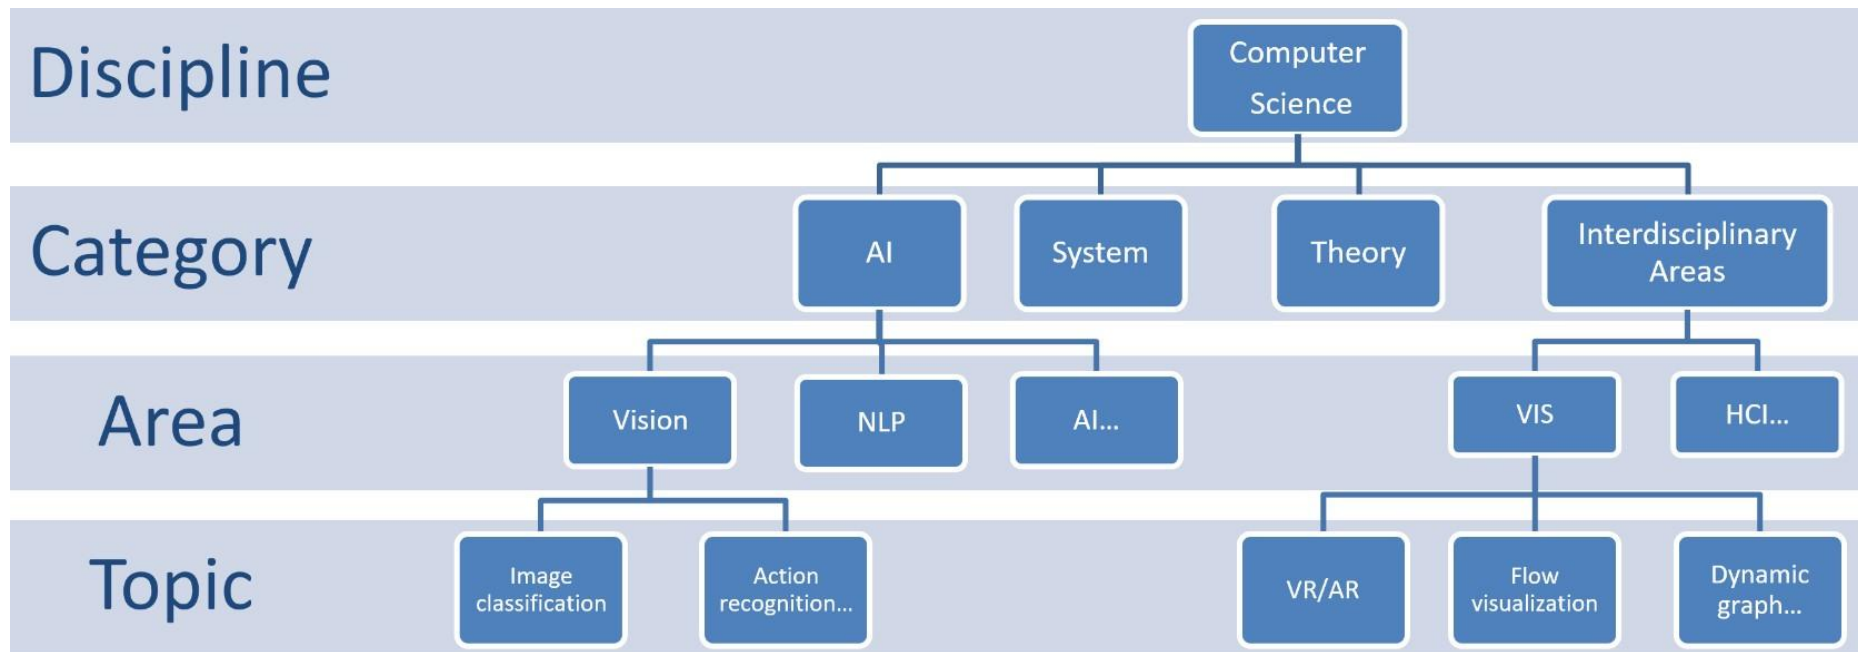 Discipline
Computer
Science
Category
AI
System
Theory
Interdisciplinary
Areas
Area
Vision
NLP
AI...
VIS
HCI...
Topic
Image
classification
Action
recognition...
VR/AR
Flow
visualization
Dynamic
graph...